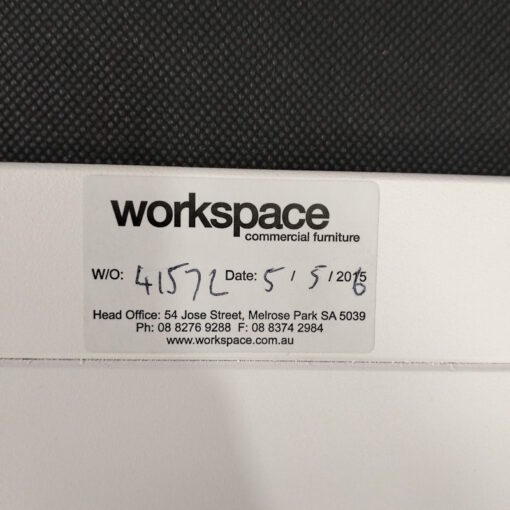 workspace
commercial furniture
W/O: 41572 Date: 5 / 5 / 2016
Head Office: 54 Jose Street, Melrose Park SA 5039
Ph: 08 8276 9288 F: 08 8374 2984
www.workspace.com.au